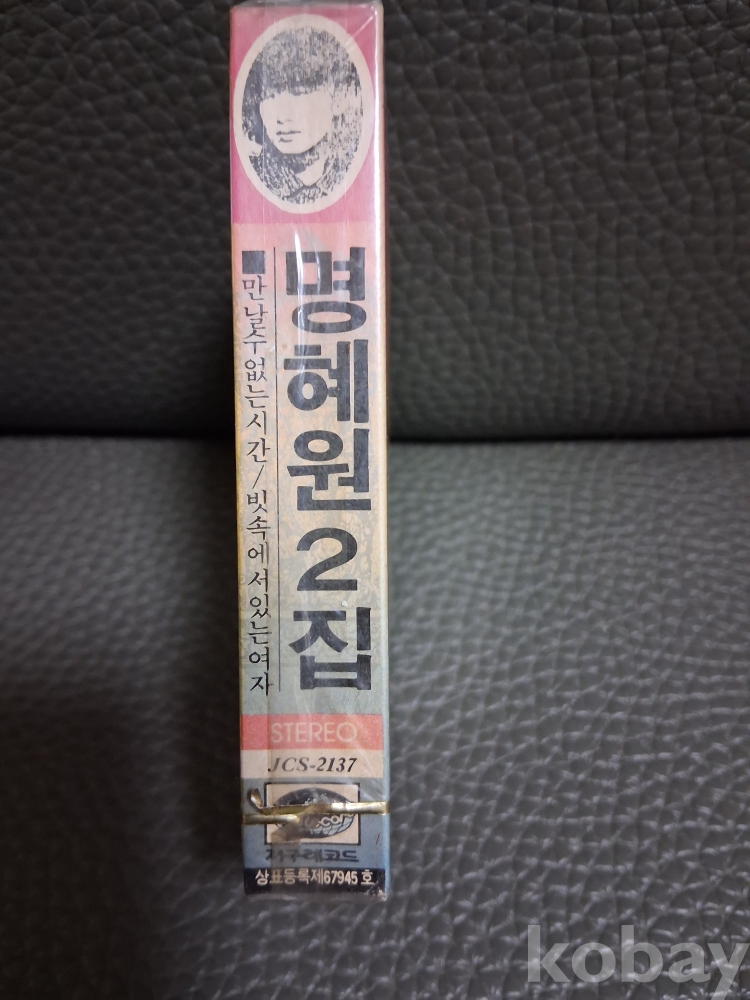 명혜원2집
■만날수없는시간/빗속에서있는여자
STEREO
JCS-2137
지구레코드
상표등록제67945호
kobay